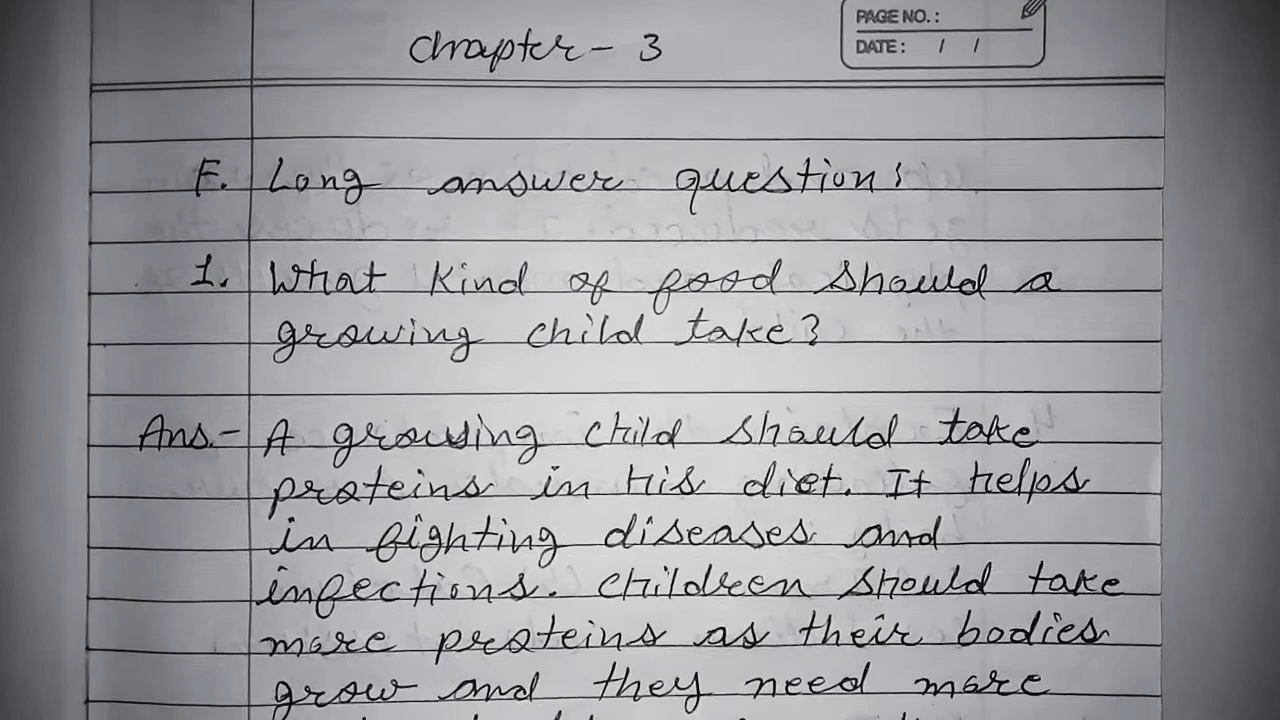 PAGE NO.:
DATE: / /
Chapter - 3
F. Long answer question:
1. What kind of food should a
growing child take?
Ans.- A growing child should take
proteins in his diet. It helps
in fighting diseases and
infections. Children should take
more proteins as their bodies
grow and they need more